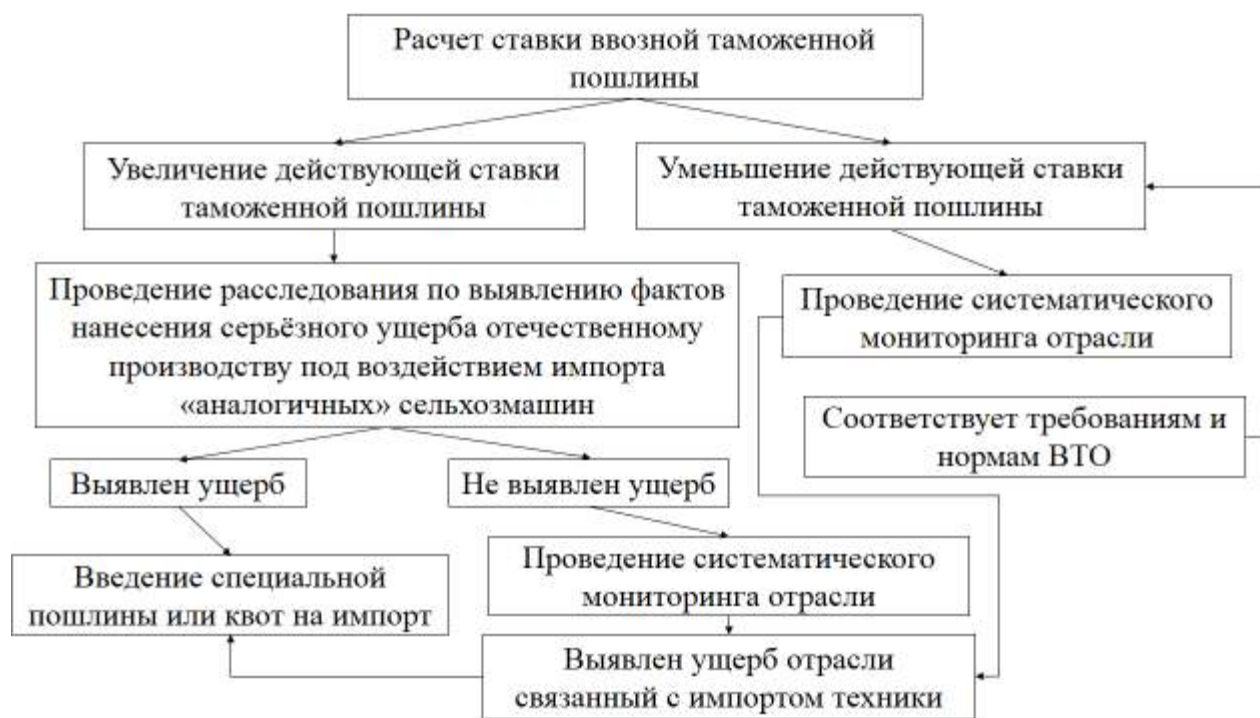 Расчет ставки ввозной таможенной
пошлины
Увеличение действующей ставки
таможенной пошлины
Уменьшение действующей ставки
таможенной пошлины
Проведение расследования по выявлению фактов
нанесения серьёзного ущерба отечественному
производству под воздействием импорта
«аналогичных» сельхозмашин
Проведение систематического
мониторинга отрасли
Соответствует требованиям и
нормам ВТО
Выявлен ущерб
Не выявлен ущерб
Введение специальной
пошлины или квот на импорт
Проведение систематического
мониторинга отрасли
Выявлен ущерб отрасли
связанный с импортом техники